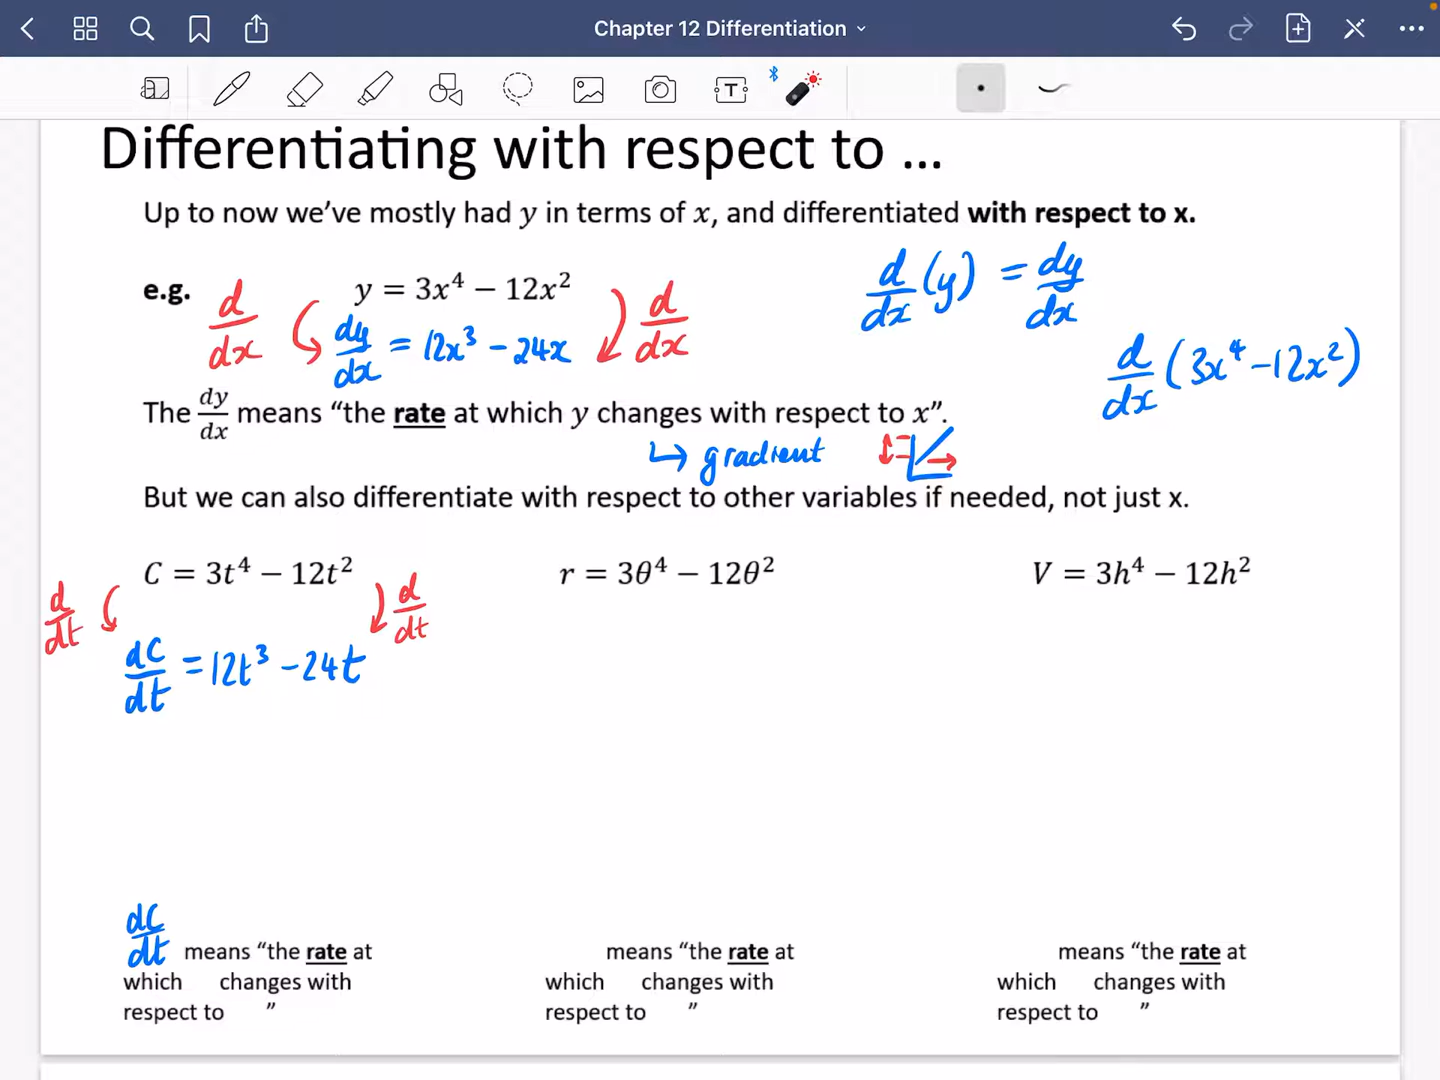 Chapter 12 Differentiation
Differentiating with respect to ...
Up to now we've mostly had y in terms of x, and differentiated with respect to x.
e.g. y = 3x⁴ − 12x²
d/dx d/dx
dy/dx = 12x³ − 24x
d/dx (y) = dy/dx
d/dx (3x⁴ − 12x²)
The dy/dx means “the rate at which y changes with respect to x”.
↳ gradient
But we can also differentiate with respect to other variables if needed, not just x.
C = 3t⁴ − 12t² r = 3θ⁴ − 12θ² V = 3h⁴ − 12h²
d/dt d/dt
dC/dt = 12t³ − 24t
dC/dt means “the rate at
which changes with
respect to ”
means “the rate at
which changes with
respect to ”
means “the rate at
which changes with
respect to ”